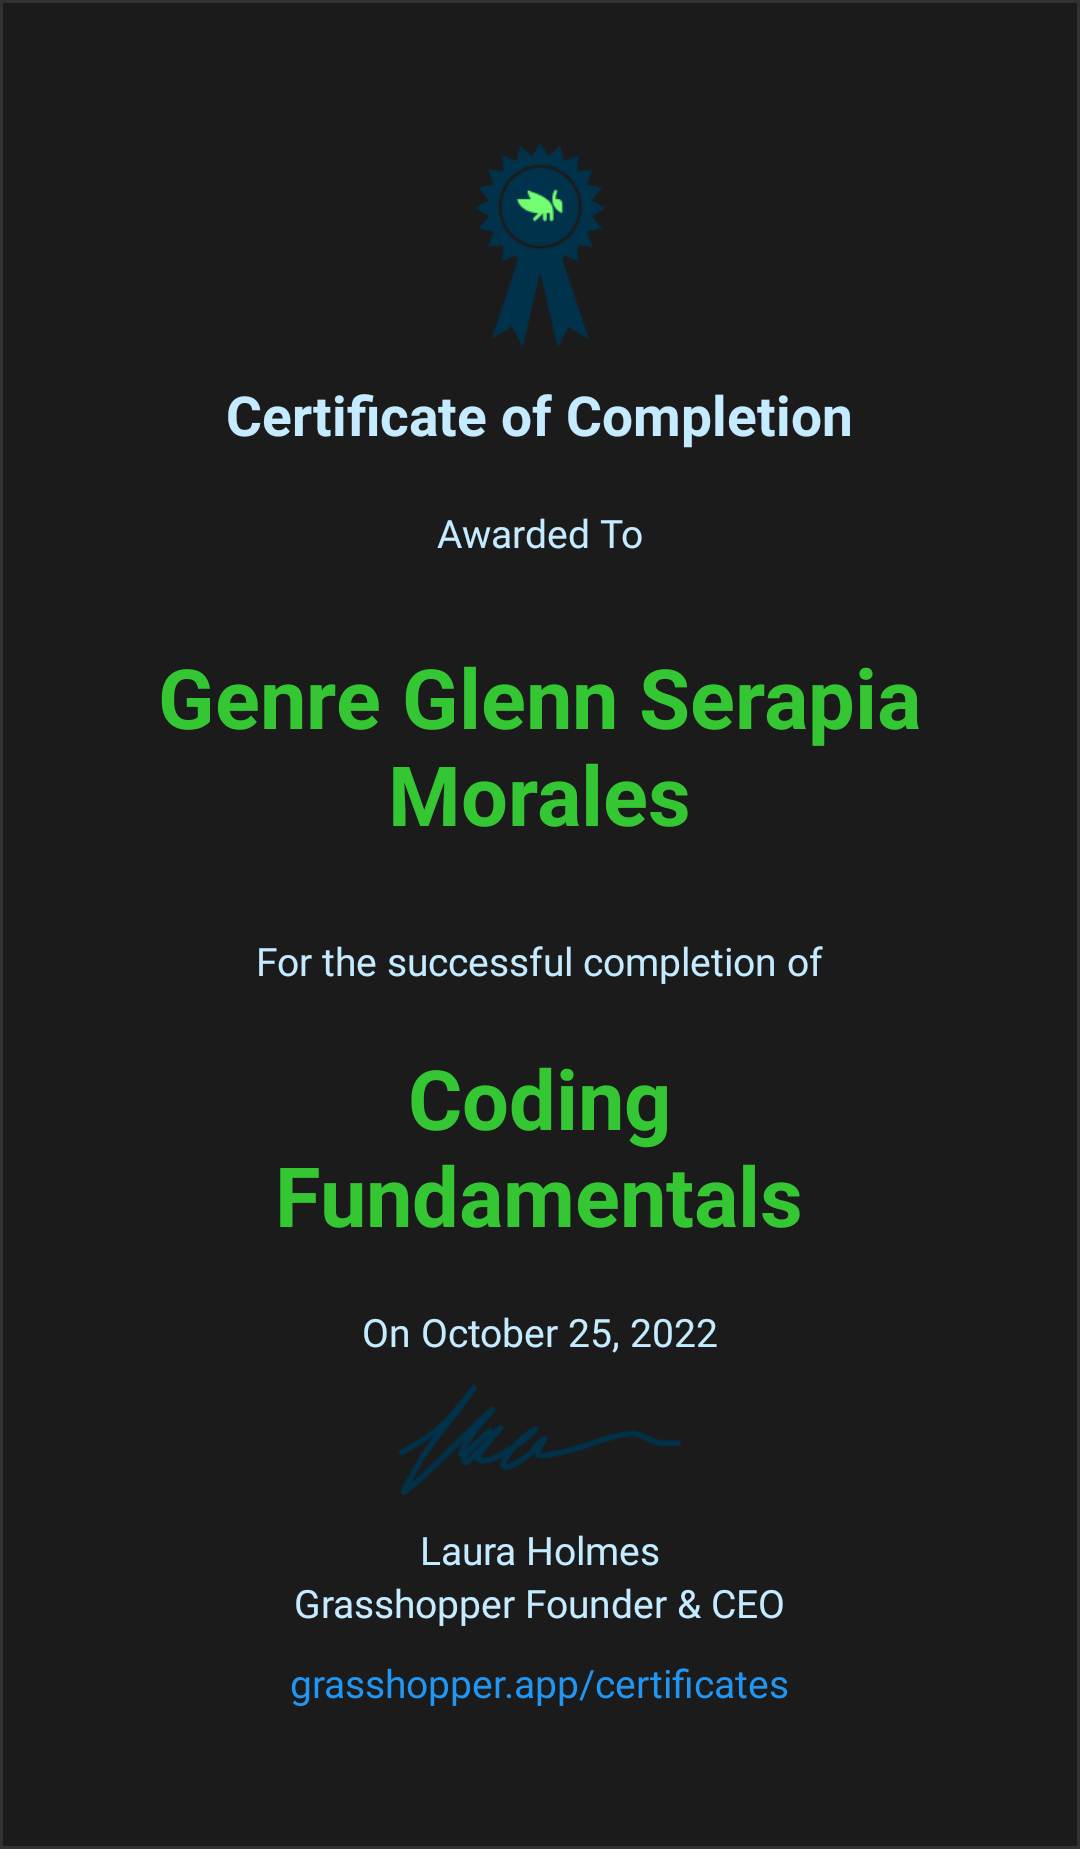 Certificate of Completion
Awarded To
Genre Glenn Serapia
Morales
For the successful completion of
Coding
Fundamentals
On October 25, 2022
Laura Holmes
Grasshopper Founder & CEO
grasshopper.app/certificates